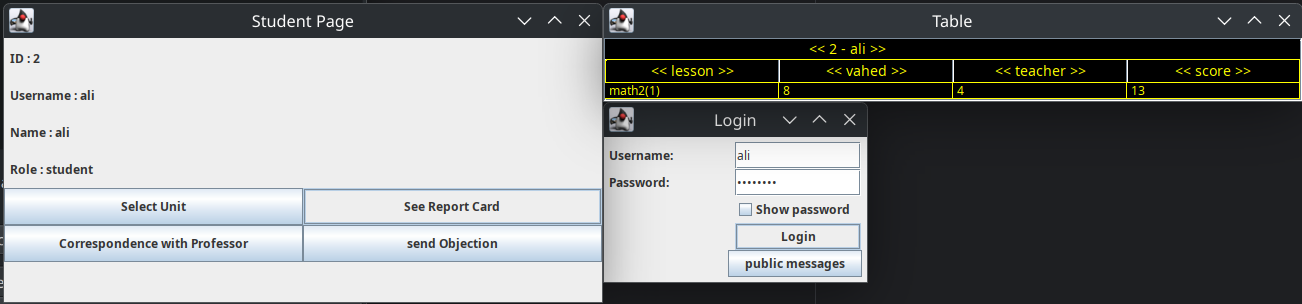 Student Page
ID : 2
Username : ali
Name : ali
Role : student
Select Unit
See Report Card
Correspondence with Professor
send Objection
Table
<< 2 - ali >>
<< lesson >>
<< vahed >>
<< teacher >>
<< score >>
math2(1)
8
4
13
Login
Username:
ali
Password:
••••••••
Show password
Login
public messages